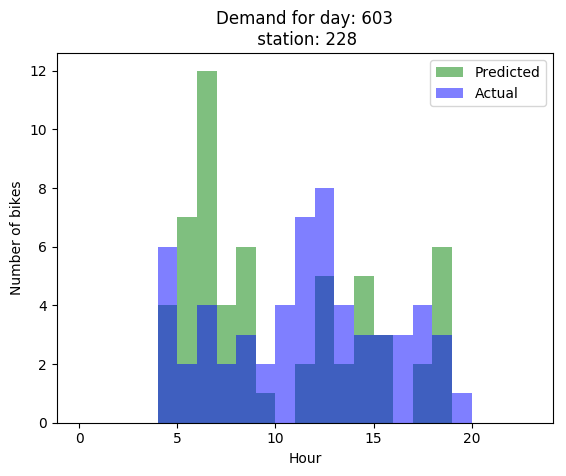 Demand for day: 603
station: 228
Predicted
Actual
Number of bikes
12
10
8
6
4
2
0
0 5 10 15 20
Hour